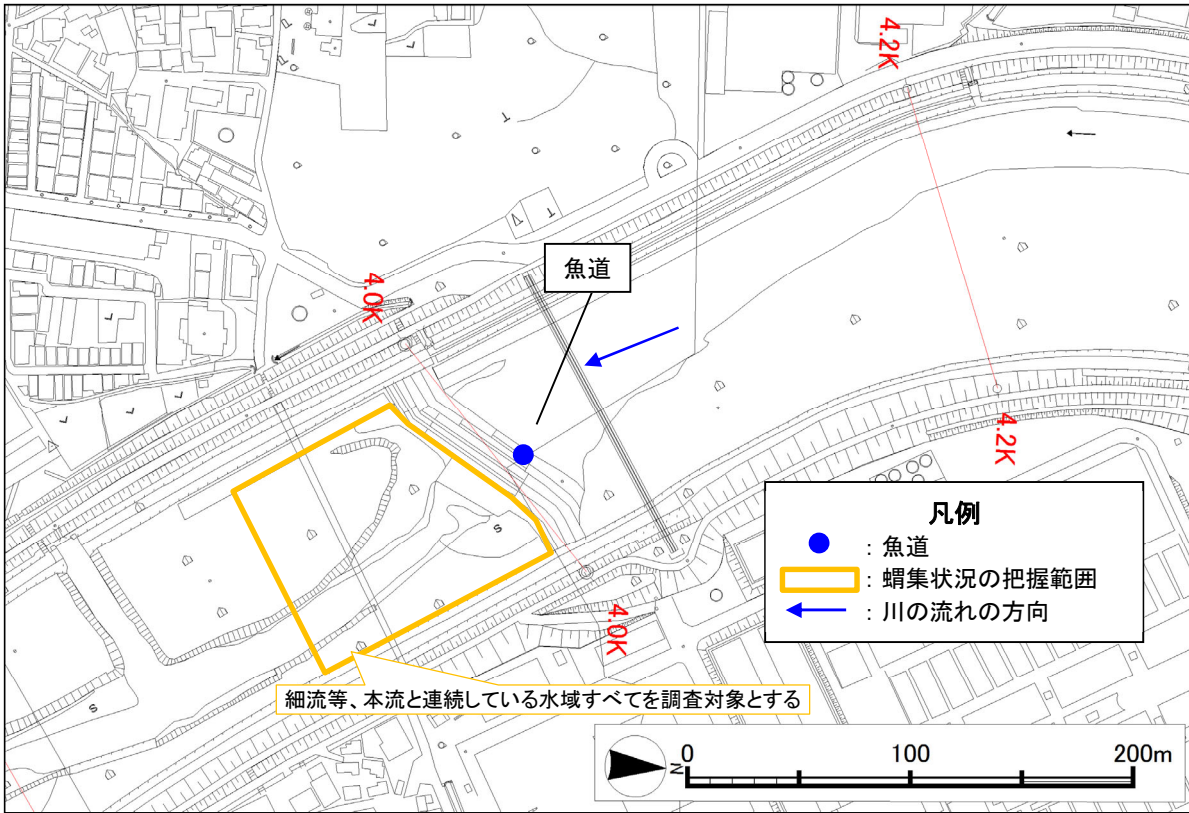 4.2K
魚道
4.0K
4.2K
凡例
: 魚道
: 蝟集状況の把握範囲
: 川の流れの方向
4.0K
細流等、本流と連続している水域すべてを調査対象とする
N
0 100 200m
S
S